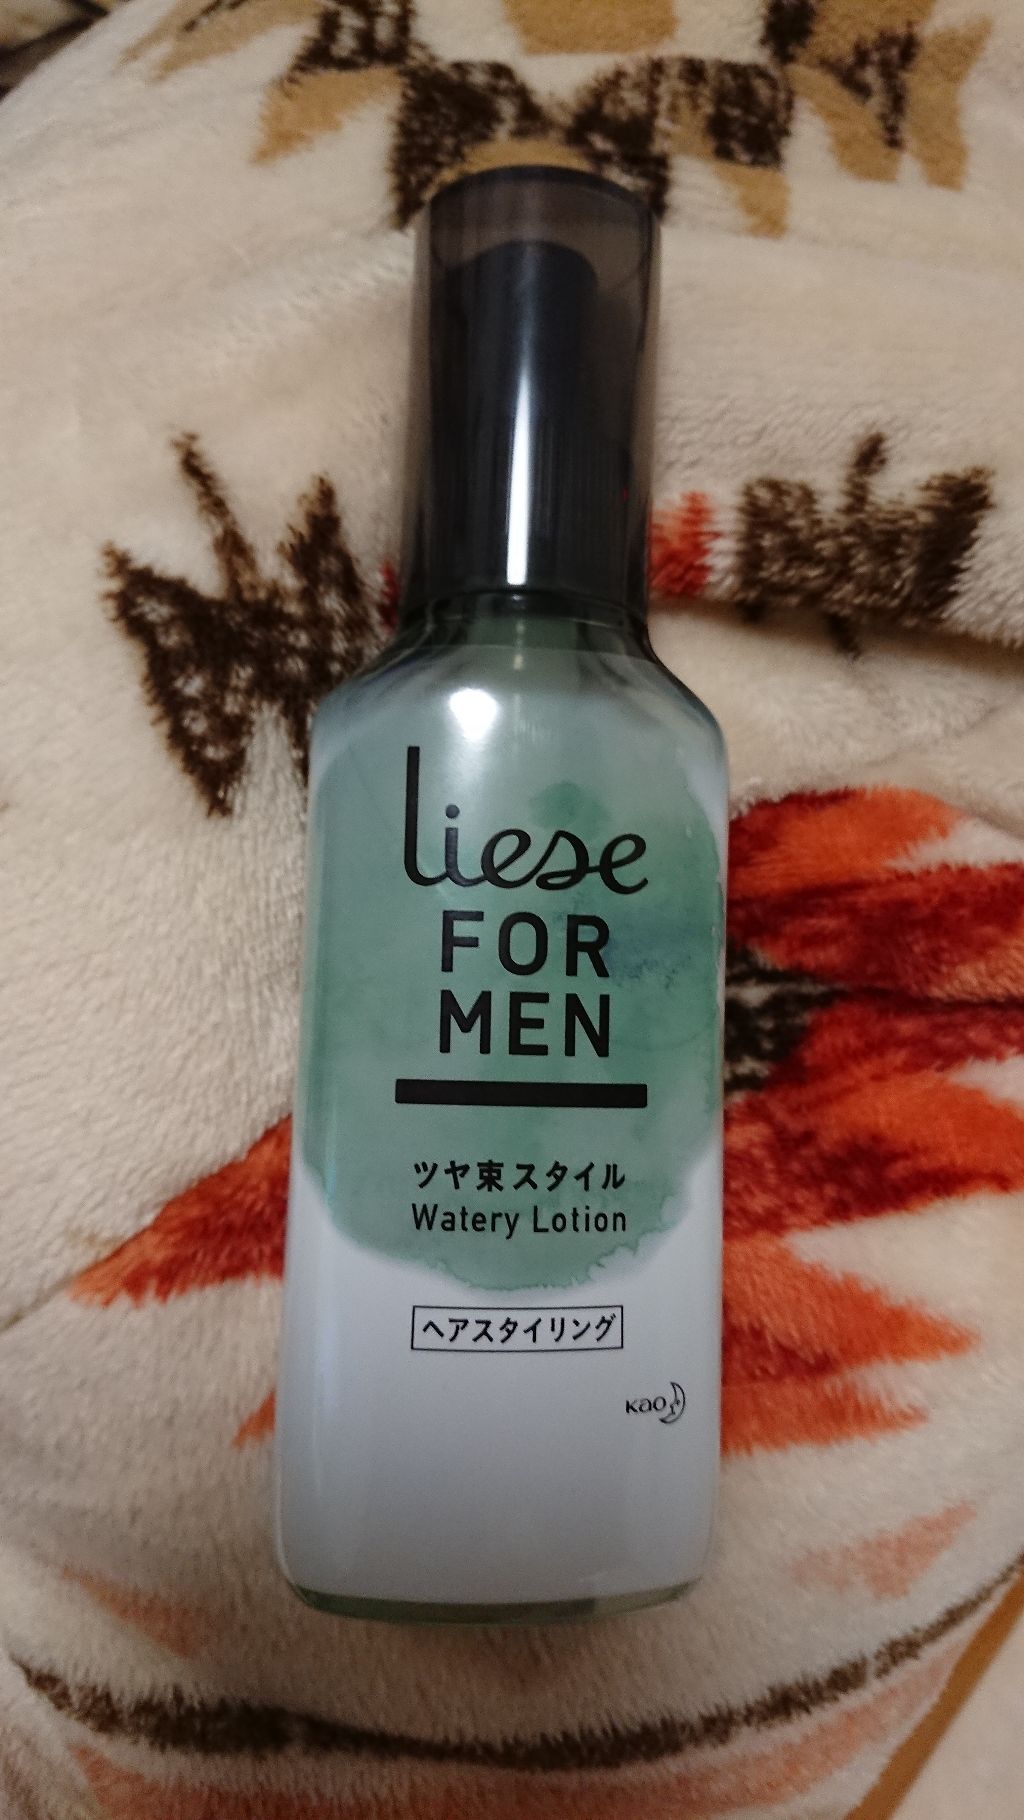 Liese
FOR
MEN
ツヤ束スタイル
Watery Lotion
ヘアスタイリング
Kao